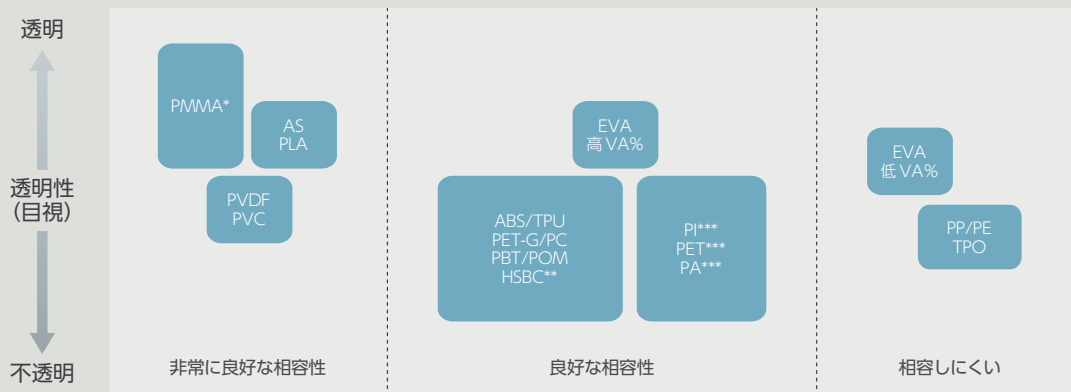 透明
透明性
(目視)
不透明
PMMA*
AS
PLA
PVDF
PVC
非常に良好な相容性
EVA
高 VA%
ABS/TPU
PET-G/PC
PBT/POM
HSBC**
PI***
PET***
PA***
良好な相容性
EVA
低 VA%
PP/PE
TPO
相容しにくい